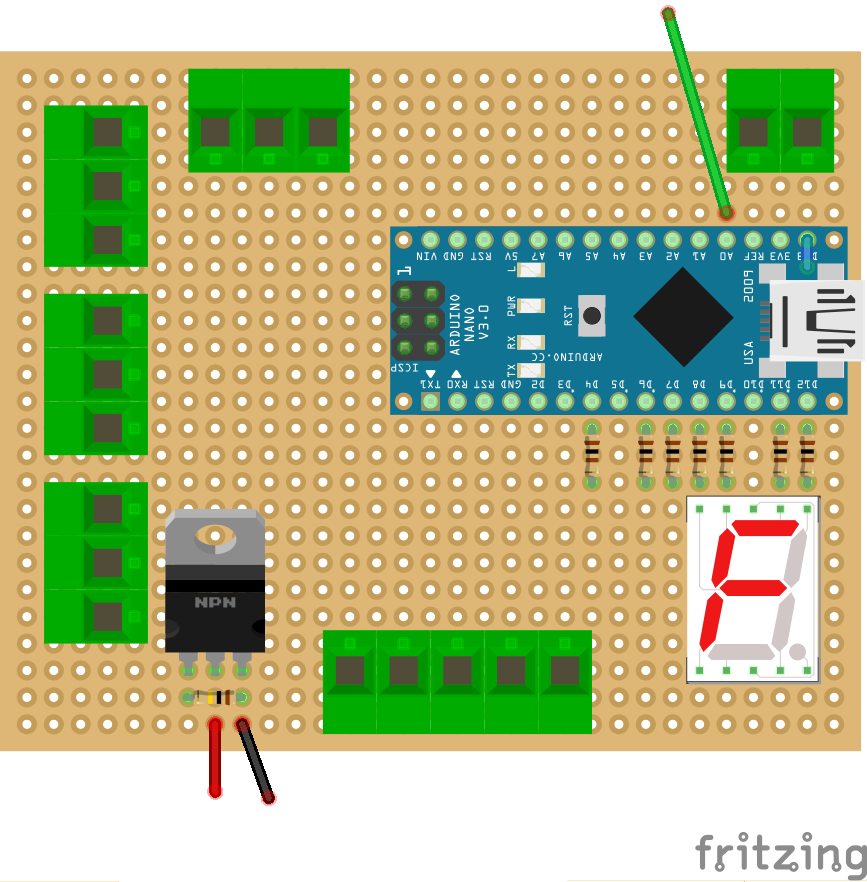 VIN GND RST 5V A7 A6 A5 A4 A3 A2 A1 A0 REF 3V3 D13
1
L
PWR
RX
TX
ARDUINO
NANO
V3.0
RST
ARDUINO.CC
2009
USA
ICSP
TX1 RX0 RST GND D2 D3 D4 D5 D6 D7 D8 D9 D10 D11 D12
NPN
fritzing